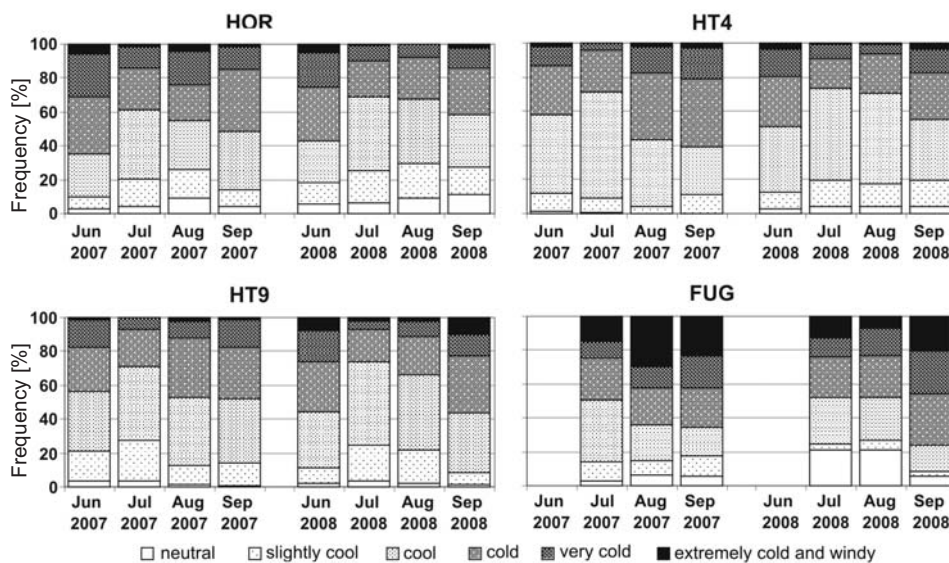 HOR
HT4
Frequency [%]
100
80
60
40
20
0
Jun Jul Aug Sep Jun Jul Aug Sep
2007 2007 2007 2007 2008 2008 2008 2008
Jun Jul Aug Sep Jun Jul Aug Sep
2007 2007 2007 2007 2008 2008 2008 2008
HT9
FUG
Frequency [%]
100
80
60
40
20
0
Jun Jul Aug Sep Jun Jul Aug Sep
2007 2007 2007 2007 2008 2008 2008 2008
Jun Jul Aug Sep Jun Jul Aug Sep
2007 2007 2007 2007 2008 2008 2008 2008
neutral slightly cool cool cold very cold extremely cold and windy